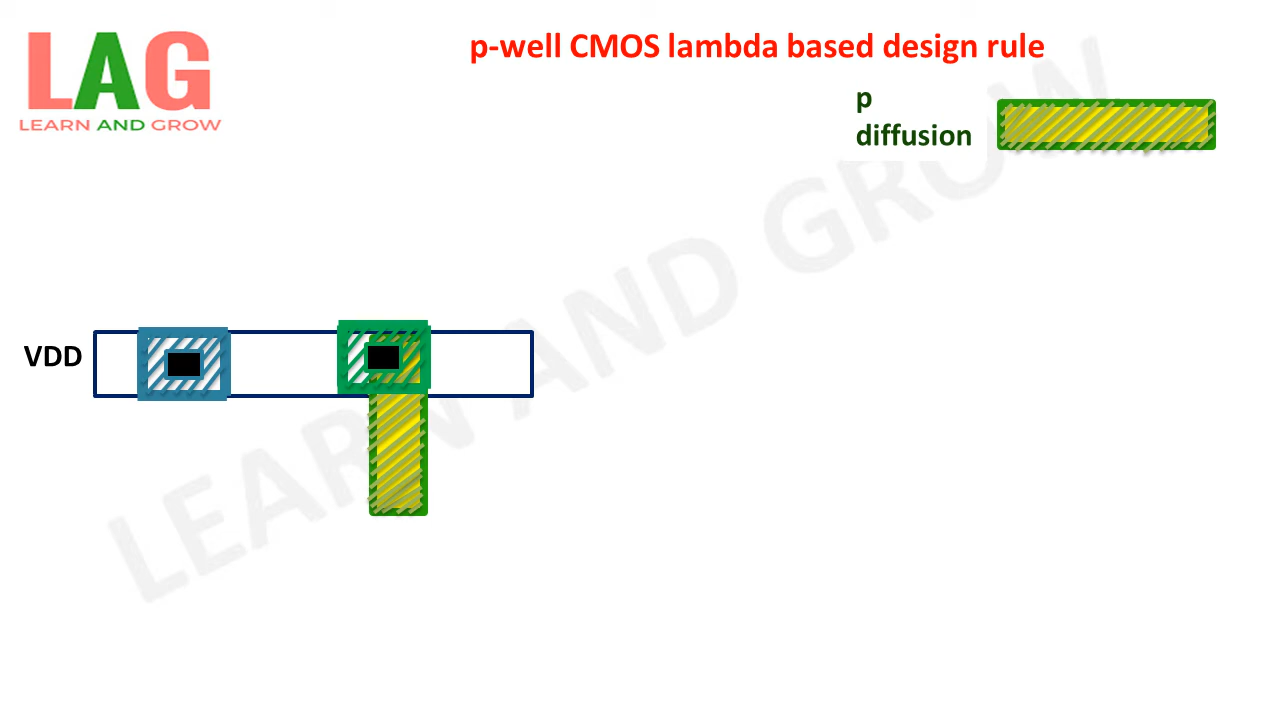 LAG
LEARN AND GROW
p-well CMOS lambda based design rule
p
diffusion
VDD
LEARN AND GROW